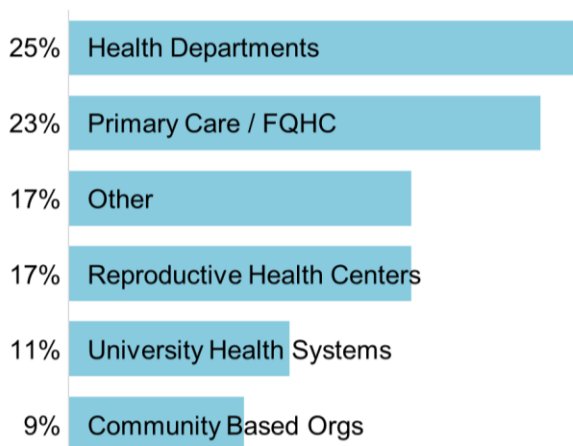 25% Health Departments
23% Primary Care / FQHC
17% Other
17% Reproductive Health Centers
11% University Health Systems
9% Community Based Orgs